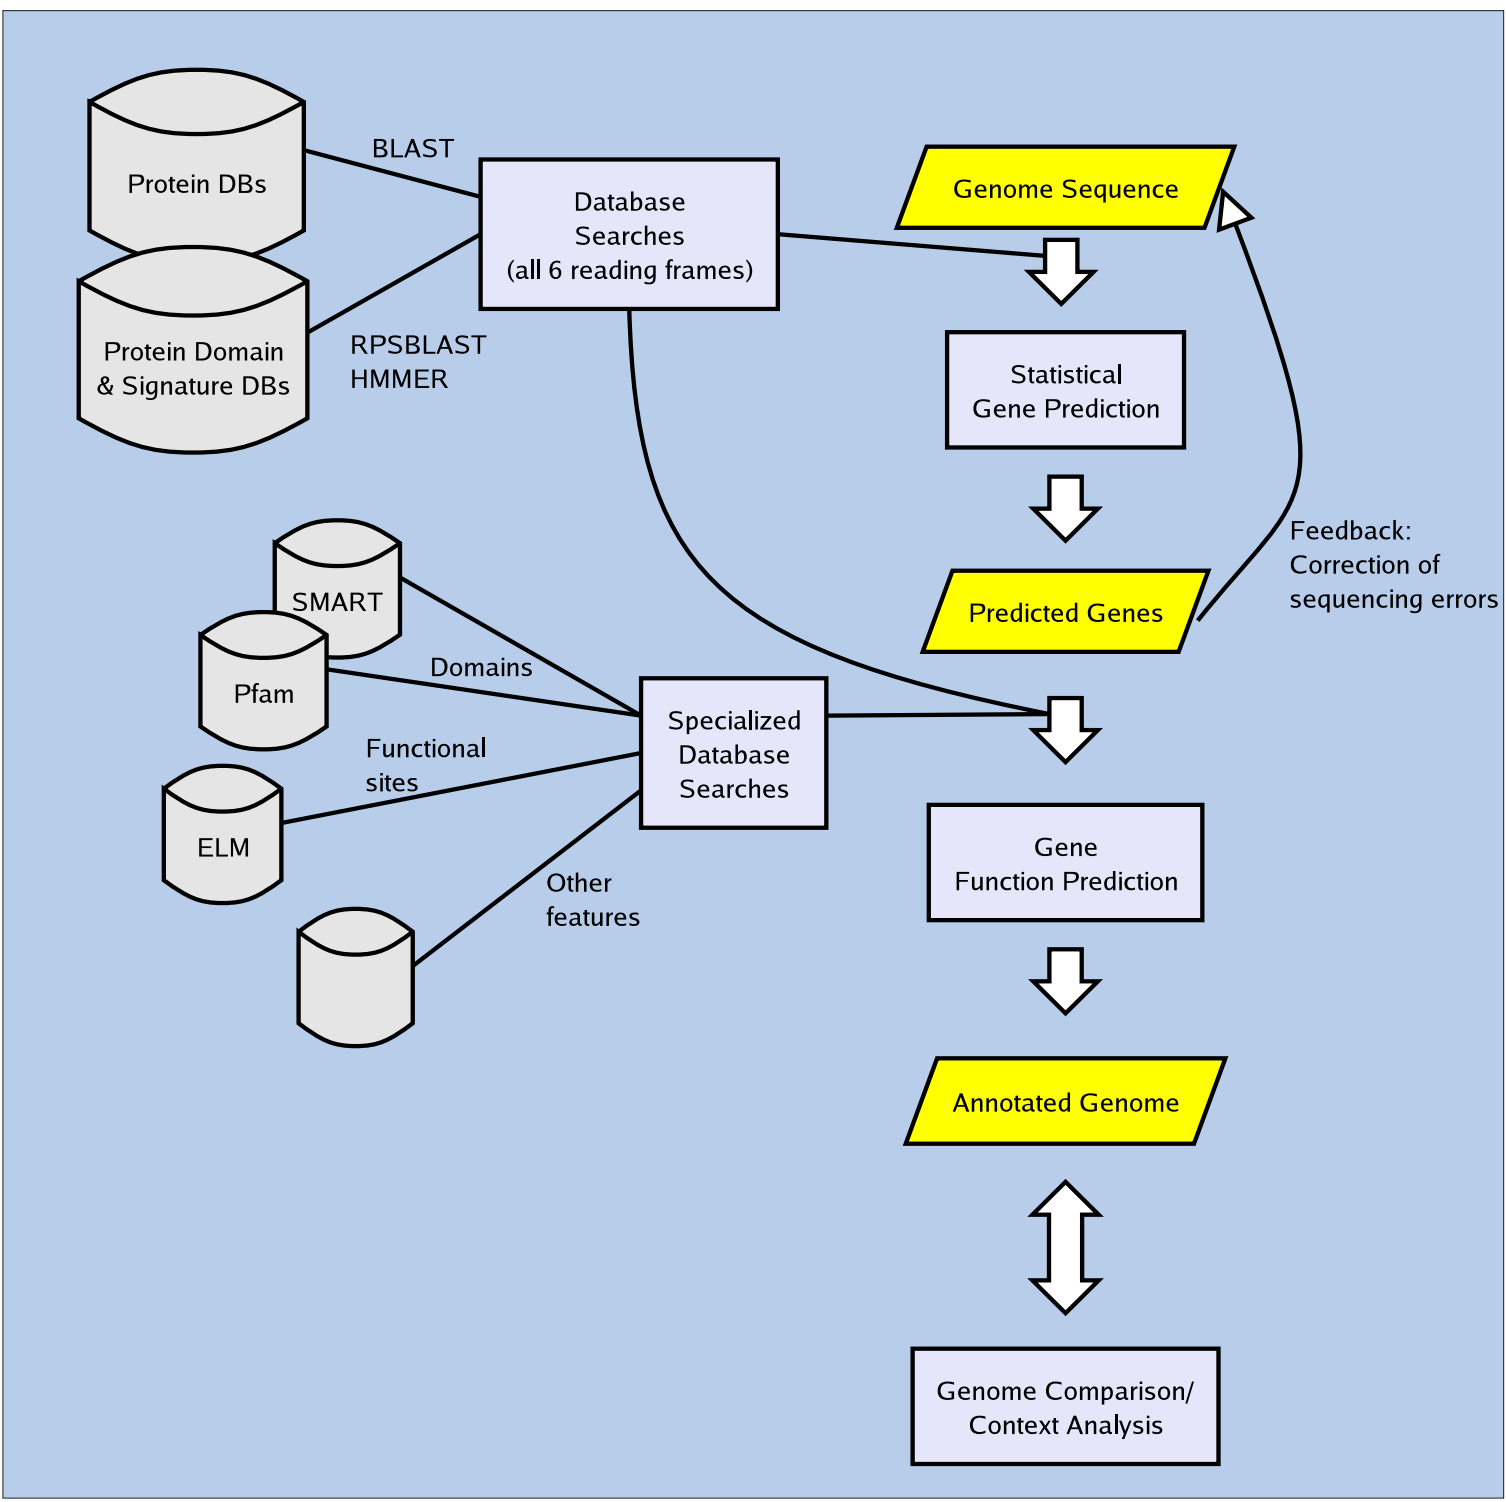 Protein DBs
BLAST
Database
Searches
(all 6 reading frames)
Genome Sequence
Protein Domain
& Signature DBs
RPSBLAST
HMMER
Statistical
Gene Prediction
Feedback:
Correction of
sequencing errors
Predicted Genes
SMART
Pfam
Domains
Functional
sites
ELM
Other
features
Specialized
Database
Searches
Gene
Function Prediction
Annotated Genome
Genome Comparison/
Context Analysis